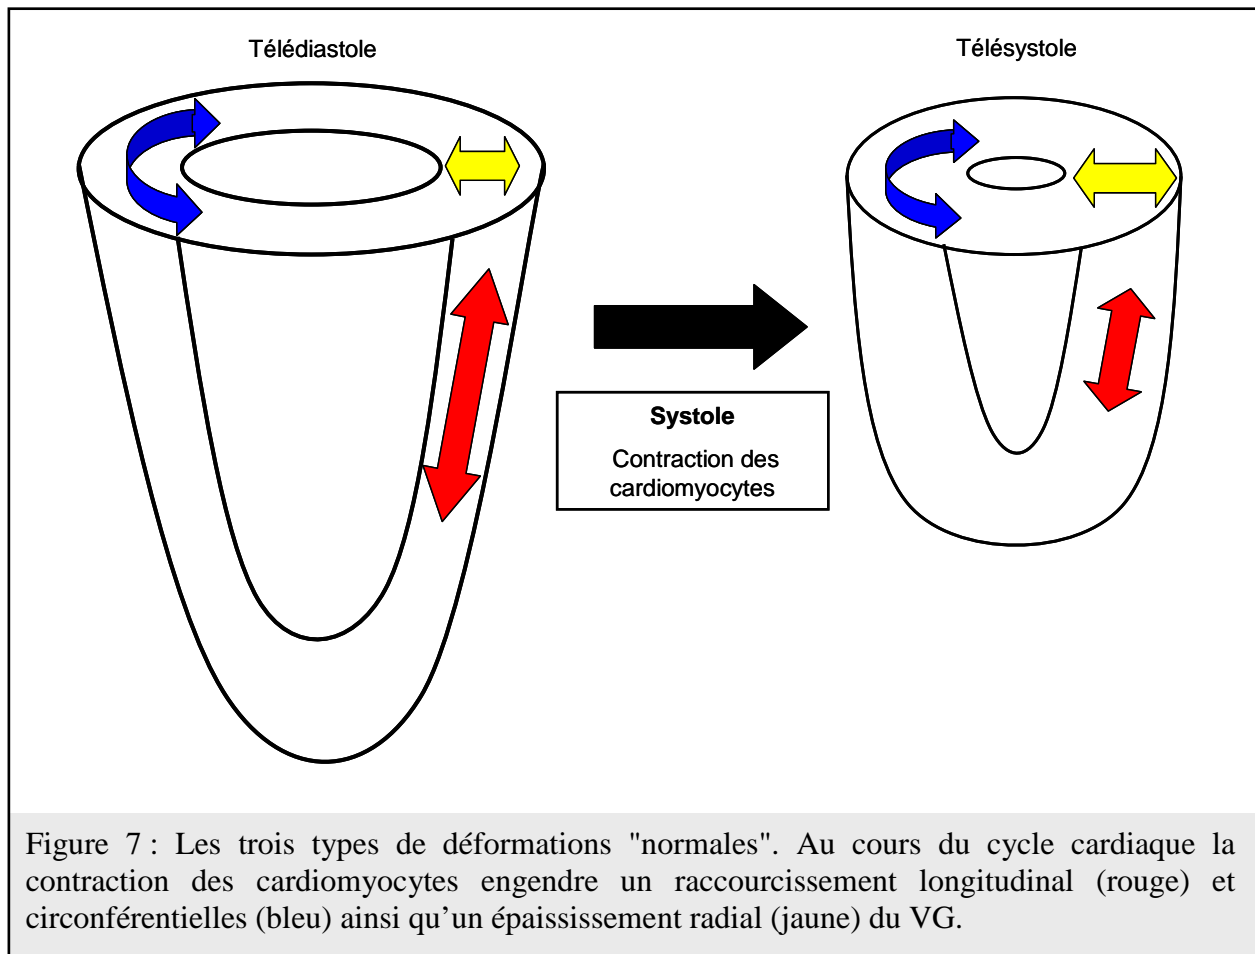 Télédiastole
Télésystole
Systole
Contraction des
cardiomyocytes
Figure 7 : Les trois types de déformations "normales". Au cours du cycle cardiaque la
contraction des cardiomyocytes engendre un raccourcissement longitudinal (rouge) et
circonférentielles (bleu) ainsi qu'un épaississement radial (jaune) du VG.